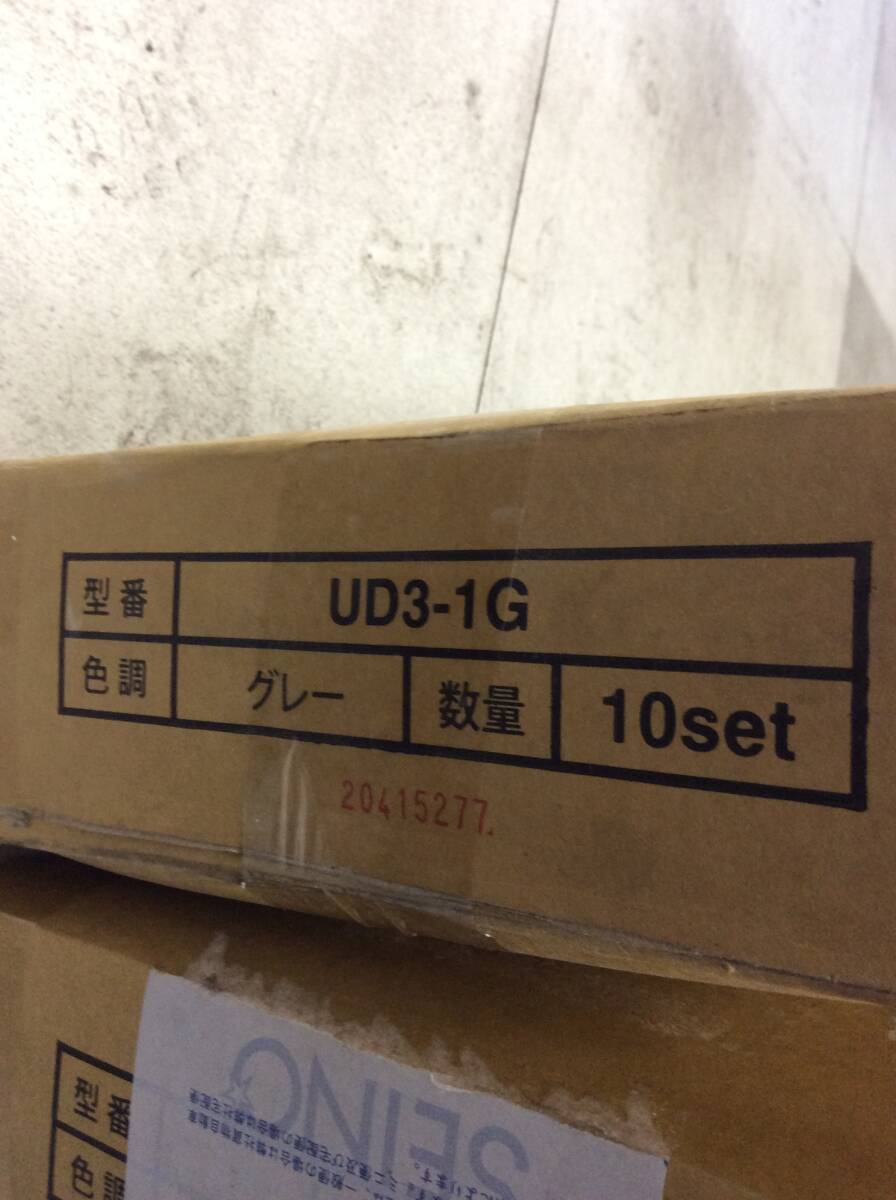 型番 UD3-1G
色調 グレー 数量 10set
20415277.
型番
色調
SEINO